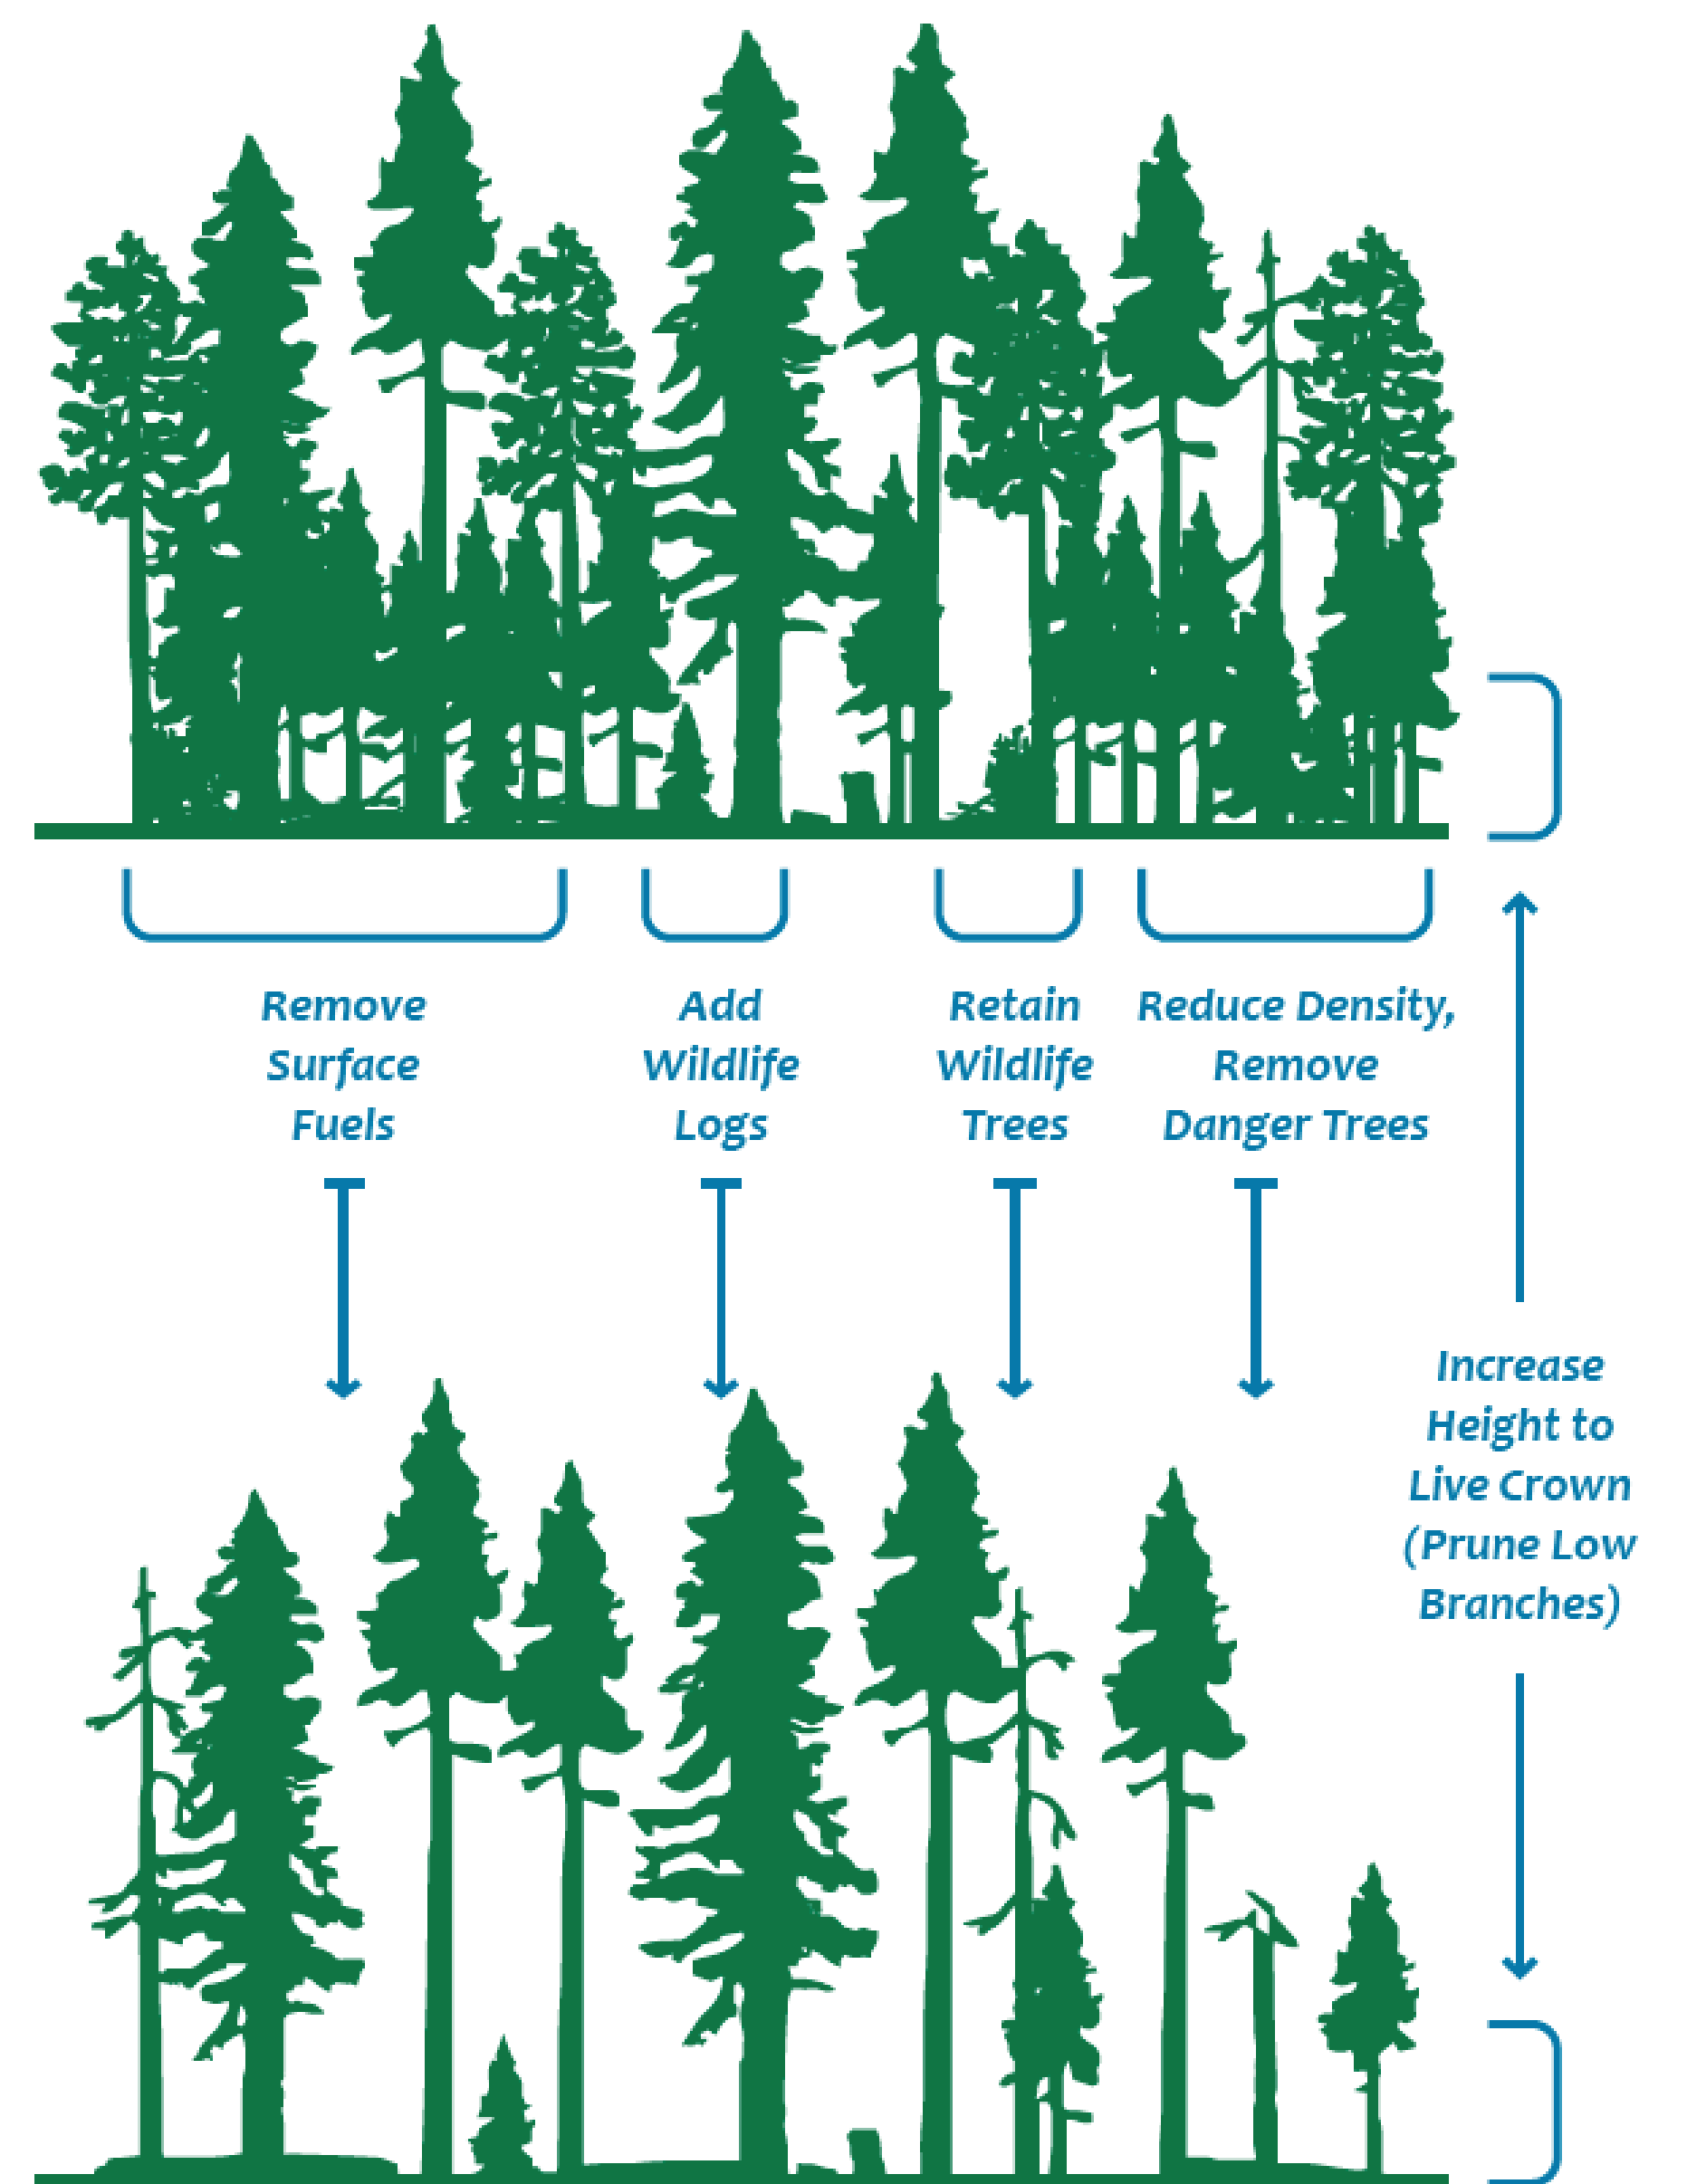 Remove
Surface
Fuels
Add
Wildlife
Logs
Retain
Wildlife
Trees
Reduce Density,
Remove
Danger Trees
Increase
Height to
Live Crown
(Prune Low
Branches)